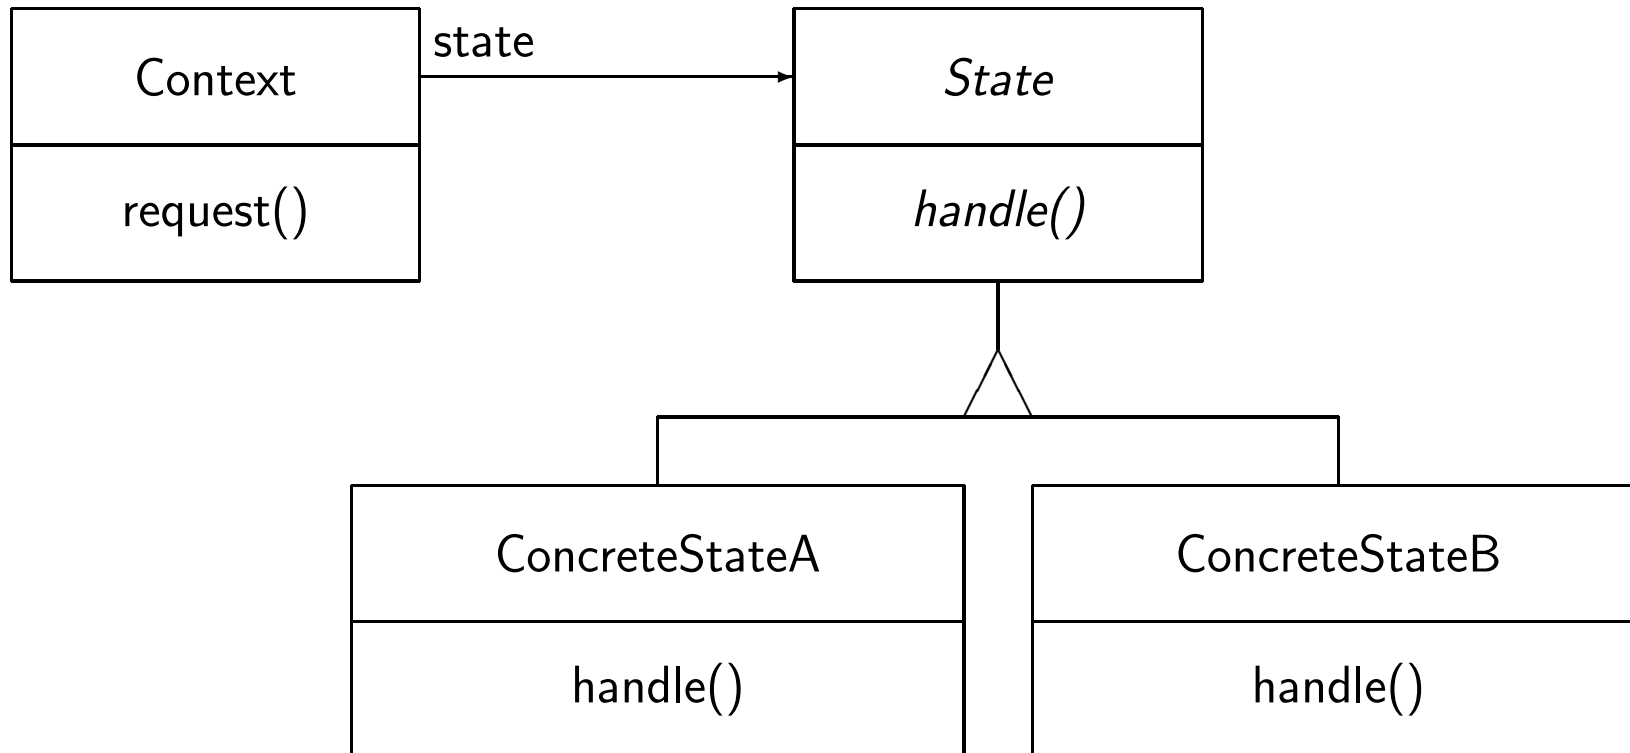 state
Context
State
request()
handle()
ConcreteStateA
ConcreteStateB
handle()
handle()